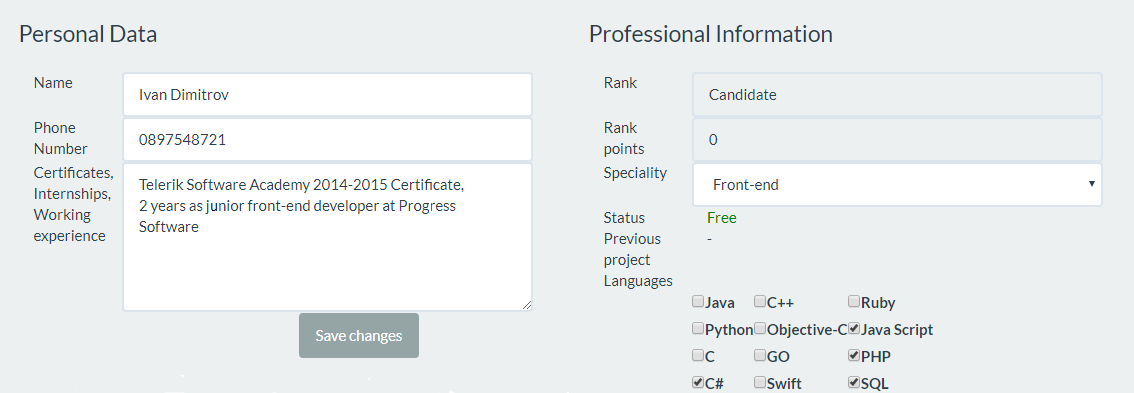 Personal Data
Name
Ivan Dimitrov
Phone
Number
0897548721
Certificates,
Internships,
Working
experience
Telerik Software Academy 2014-2015 Certificate,
2 years as junior front-end developer at Progress
Software
Save changes
Professional Information
Rank
Candidate
Rank
points
0
Speciality
Front-end
Status
Free
Previous
project
-
Languages
Java C++ Ruby
Python Objective-C Java Script
C GO PHP
C# Swift SQL